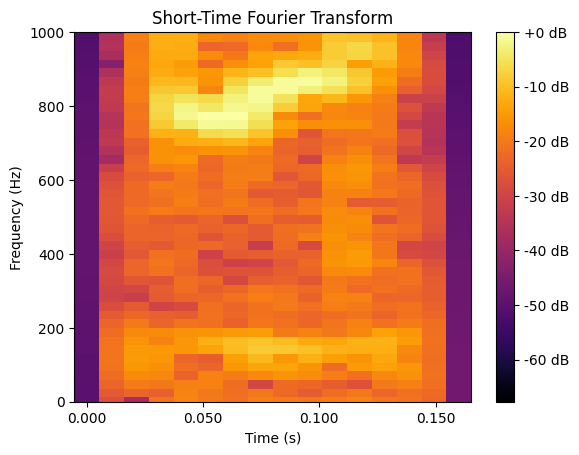 Short-Time Fourier Transform
1000
800
600
400
200
0
Frequency (Hz)
0.000
0.050
0.100
0.150
Time (s)
+0 dB
-10 dB
-20 dB
-30 dB
-40 dB
-50 dB
-60 dB